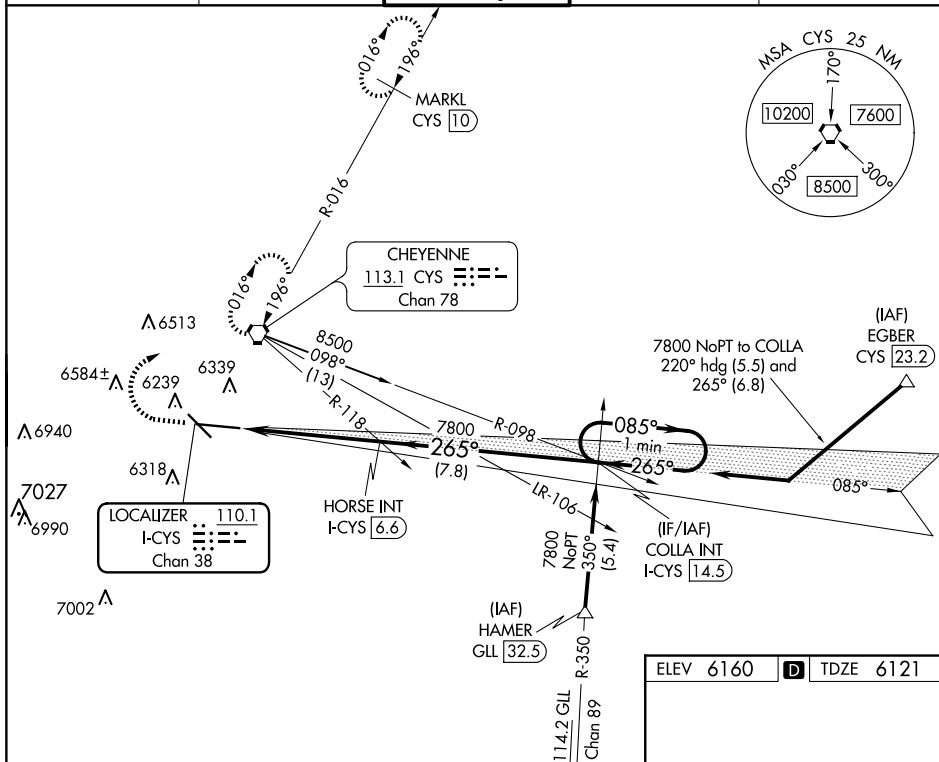 016°
196°
MARKL
CYS 10
MSA CYS 25 NM
170°
10200
7600
030°
300°
8500
R-016
CHEYENNE
113.1 CYS
Chan 78
016°
196°
6513
8500
098°
(13)
7800 NoPT to COLLA
220° hdg (5.5) and
265° (6.8)
(IAF)
EGBER
CYS 23.2
6584±
6239
6339
R-118
R-098
085°
1 min
265°
7800
265°
(7.8)
LR-106
085°
6940
6318
7027
6990
HORSE INT
I-CYS 6.6
LOCALIZER 110.1
I-CYS
Chan 38
7800
NoPT
350°
(5.4)
(IF/IAF)
COLLA INT
I-CYS 14.5
7002
(IAF)
HAMER
GLL 32.5
R-350
114.2 GLL
Chan 89
ELEV 6160 D TDZE 6121